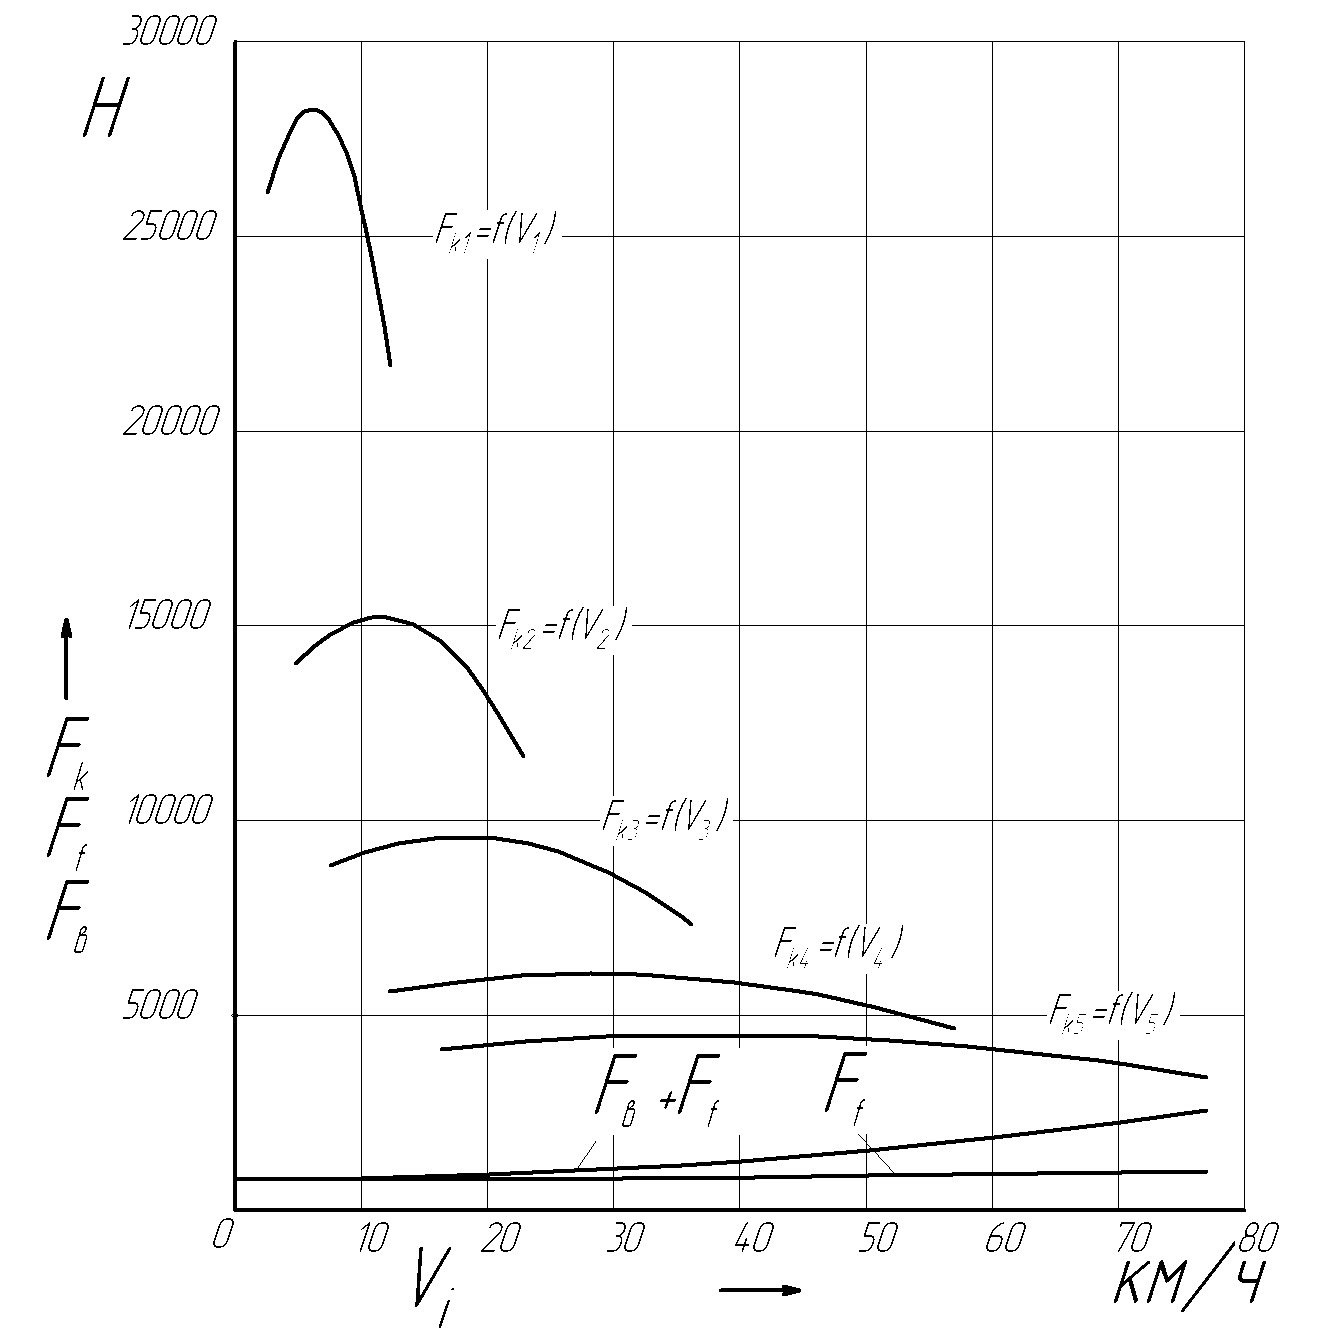 30000
H
25000
F_k1=f(V_1)
20000
15000
F_k2=f(V_2)
F_k
10000
F_k3=f(V_3)
F_f
F_в
F_k4=f(V_4)
5000
F_k5=f(V_5)
F_в +F_f
F_f
0 10 20 30 40 50 60 70 80
V_i
КМ/Ч